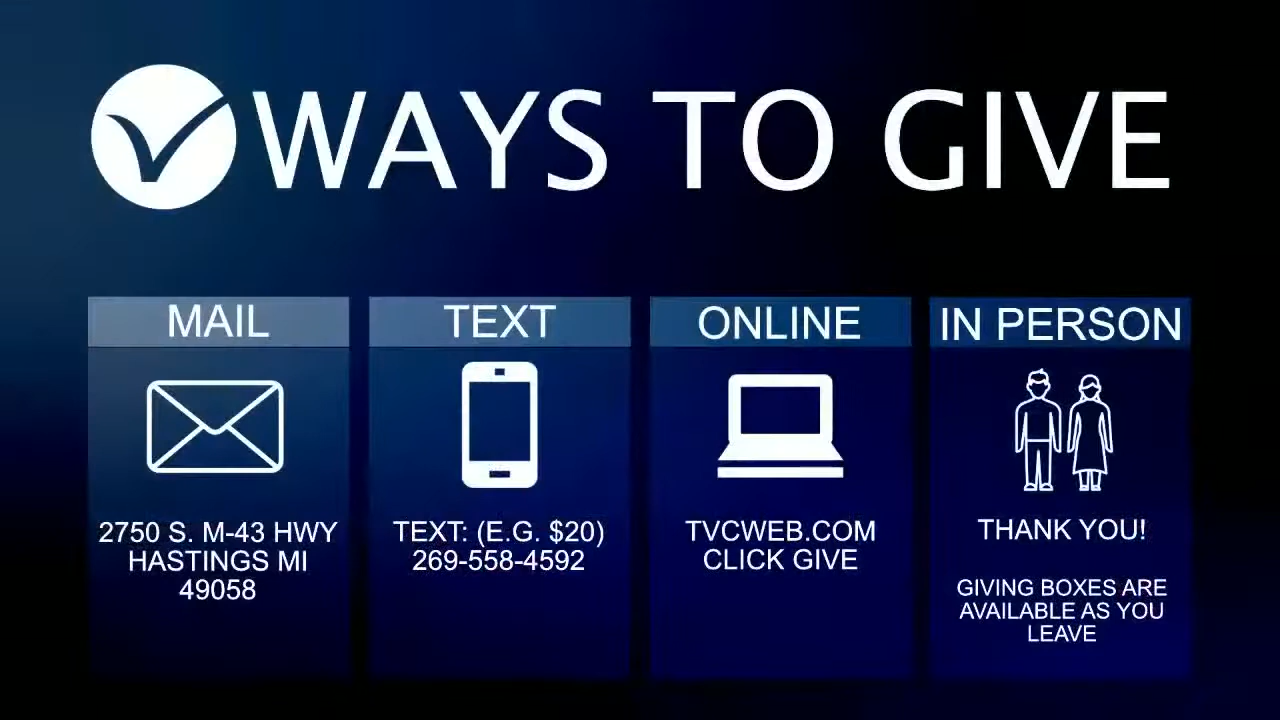 WAYS TO GIVE
MAIL
2750 S. M-43 HWY
HASTINGS MI
49058
TEXT
TEXT: (E.G. $20)
269-558-4592
ONLINE
TVCWEB.COM
CLICK GIVE
IN PERSON
THANK YOU!
GIVING BOXES ARE
AVAILABLE AS YOU
LEAVE